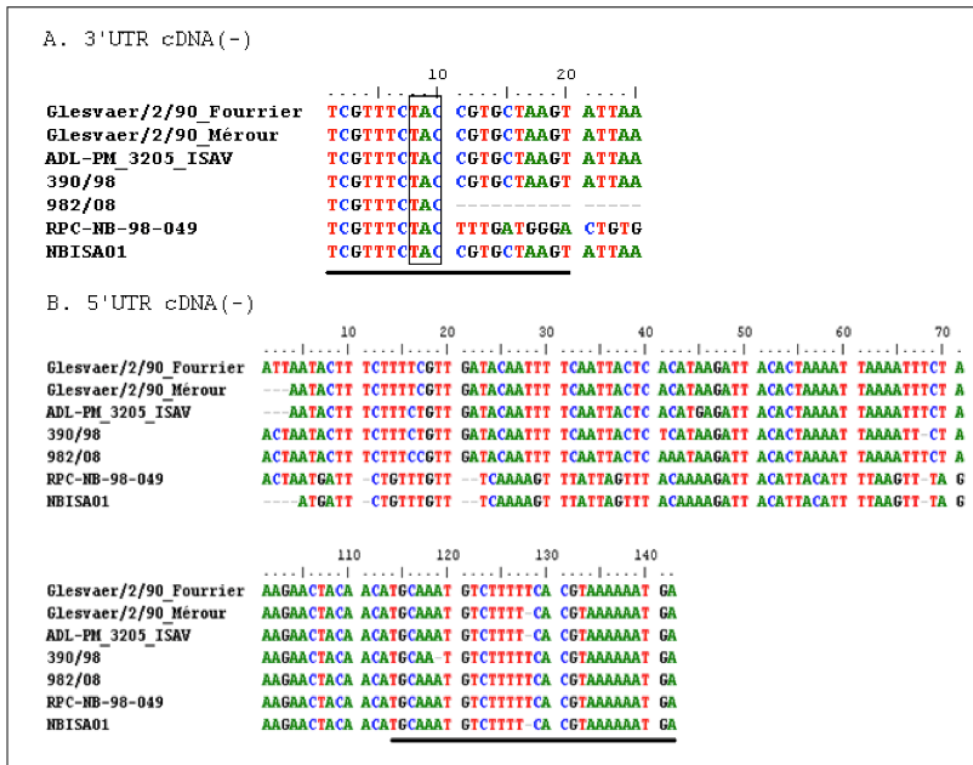 A. 3'UTR cDNA(-)
10 20
Glesvaer/2/90_Fourrier TCGTTTCTAC CGTGCTAAGT ATTAA
Glesvaer/2/90_Mérour TCGTTTCTAC CGTGCTAAGT ATTAA
ADL-PM_3205_ISAV TCGTTTCTAC CGTGCTAAGT ATTAA
390/98 TCGTTTCTAC CGTGCTAAGT ATTAA
982/08 TCGTTTCTAC ---------- -----
RPC-NB-98-049 TCGTTTCTAC TTTGATGGGA CTGTG
NBISA01 TCGTTTCTAC CGTGCTAAGT ATTAA
B. 5'UTR cDNA(-)
10 20 30 40 50 60 70
Glesvaer/2/90_Fourrier ATTAATACTT TCTTTTCGTT GATACAATTT TCAATTACTC ACATAAGATT ACACTAAAAT TAAAATTTCT A
Glesvaer/2/90_Mérour ---AATACTT TCTTTTCGTT GATACAATTT TCAATTACTC ACATAAGATT ACACTAAAAT TAAAATTTCT A
ADL-PM_3205_ISAV ---AATACTT TCTTTCTGTT GATACAATTT TCAATTACTC ACATGAGATT ACACTAAAAT TAAAATTTCT A
390/98 ACTAATACTT TCTTTCTGTT GATACAATTT TCAATTACTC TCATAAGATT ACACTAAAAT TAAAATT-CT A
982/08 ACTAATACTT TCTTTCCGTT GATACAATTT TCAATTACTC AAATAAGATT ACACTAAAAT TAAAATTTCT A
RPC-NB-98-049 ACTAATGATT -CTGTTTGTT --TCAAAAGT TTATTAGTTT ACAAAAGATT ACATTACATT TTAAGTT-TA G
NBISA01 ----ATGATT -CTGTTTGTT --TCAAAAGT TTATTAGTTT ACAAAAGATT ACATTACATT TTAAGTT-TA G
110 120 130 140
Glesvaer/2/90_Fourrier AAGAACTACA ACATGCAAAT GTCTTTTTCA CGTAAAAAAT GA
Glesvaer/2/90_Mérour AAGAACTACA ACATGCAAAT GTCTTTT-CA CGTAAAAAAT GA
ADL-PM_3205_ISAV AAGAACTACA ACATGCAAAT GTCTTTT-CA CGTAAAAAAT GA
390/98 AAGAACTACA ACATGCAA-T GTCTTTTTCA CGTAAAAAAT GA
982/08 AAGAACTACA ACATGCAAAT GTCTTTTTCA CGTAAAAAAT GA
RPC-NB-98-049 AAGAACTACA ACATGCAAAT GTCTTTTTCA CGTAAAAAAT GA
NBISA01 AAGAACTACA ACATGCAAAT GTCTTTT-CA CGTAAAAAAT GA